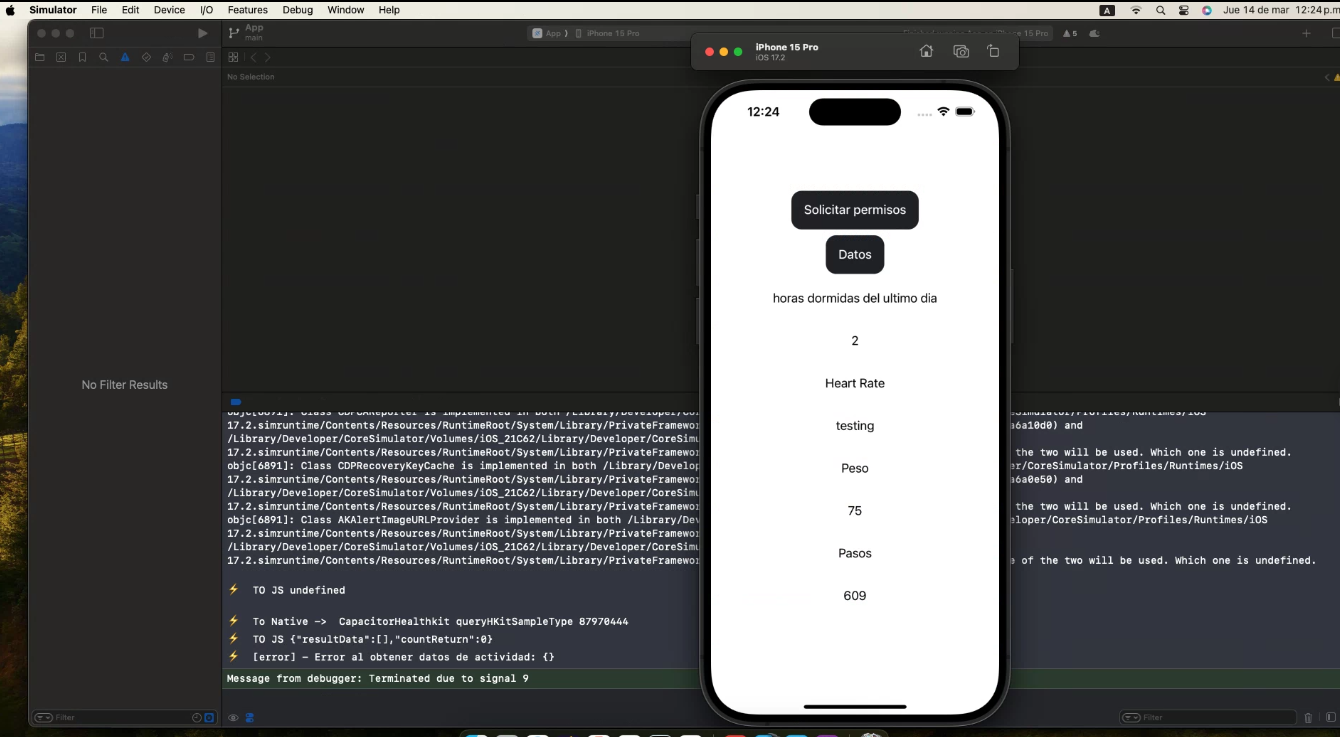 Simulator File Edit Device I/O Features Debug Window Help
A Jue 14 de mar 12:24 p.m
App
main
App iPhone 15 Pro
15 Pro 5
No Selection
iPhone 15 Pro
iOS 17.2
12:24
Solicitar permisos
Datos
horas dormidas del ultimo dia
2
Heart Rate
testing
Peso
75
Pasos
609
No Filter Results
17.2.simruntime/Contents/Resources/RuntimeRoot/System/Library/PrivateFramewor a6a10d0) and
/Library/Developer/CoreSimulator/Volumes/iOS_21C62/Library/Developer/CoreSimu
17.2.simruntime/Contents/Resources/RuntimeRoot/System/Library/PrivateFramewor the two will be used. Which one is undefined.
objc[6891]: Class CDPRecoveryKeyCache is implemented in both /Library/Develop er/CoreSimulator/Profiles/Runtimes/iOS
17.2.simruntime/Contents/Resources/RuntimeRoot/System/Library/PrivateFramewor a6a0e50) and
/Library/Developer/CoreSimulator/Volumes/iOS_21C62/Library/Developer/CoreSimu
17.2.simruntime/Contents/Resources/RuntimeRoot/System/Library/PrivateFramewor the two will be used. Which one is undefined.
objc[6891]: Class AKAlertImageURLProvider is implemented in both /Library/Dev eloper/CoreSimulator/Profiles/Runtimes/iOS
17.2.simruntime/Contents/Resources/RuntimeRoot/System/Library/PrivateFramewor
/Library/Developer/CoreSimulator/Volumes/iOS_21C62/Library/Developer/CoreSimu
17.2.simruntime/Contents/Resources/RuntimeRoot/System/Library/PrivateFramewor e of the two will be used. Which one is undefined.
⚡ TO JS undefined
⚡ To Native -> CapacitorHealthkit queryHKitSampleType 87970444
⚡ TO JS {"resultData":[],"countReturn":0}
⚡ [error] - Error al obtener datos de actividad: {}
Message from debugger: Terminated due to signal 9
Filter
Filter